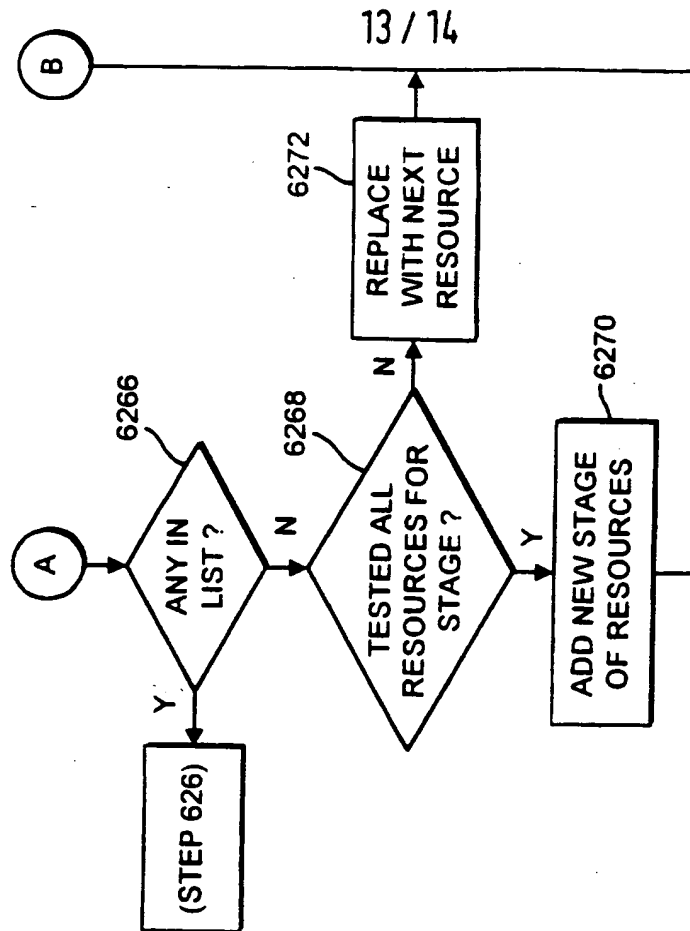 13 / 14
A
B
6266
ANY IN
LIST ?
Y
(STEP 626)
N
6268
TESTED ALL
RESOURCES FOR
STAGE ?
N
6272
REPLACE
WITH NEXT
RESOURCE
Y
6270
ADD NEW STAGE
OF RESOURCES